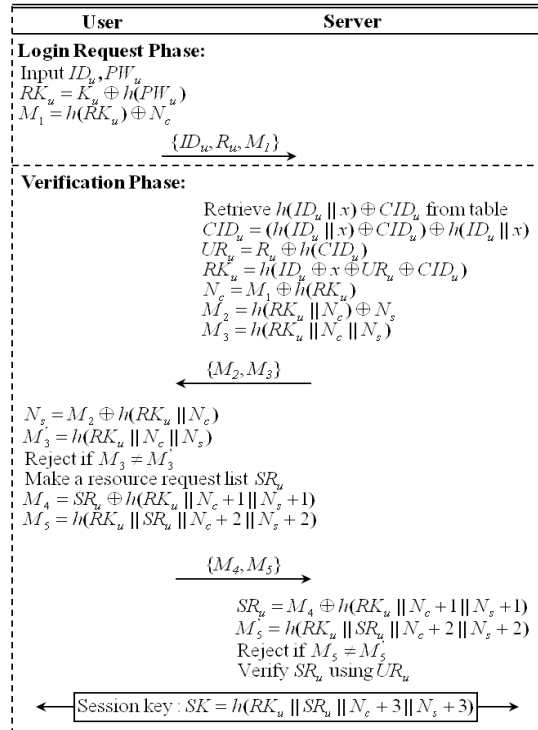 User Server
Login Request Phase:
Input ID_u, PW_u
RK_u = K_u ⊕ h(PW_u)
M_1 = h(RK_u) ⊕ N_c
{ID_u, R_u, M_1}
Verification Phase:
Retrieve h(ID_u || x) ⊕ CID_u from table
CID_u = (h(ID_u || x) ⊕ CID_u) ⊕ h(ID_u || x)
UR_u = R_u ⊕ h(CID_u)
RK_u = h(ID_u ⊕ x ⊕ UR_u ⊕ CID_u)
N_c = M_1 ⊕ h(RK_u)
M_2 = h(RK_u || N_c) ⊕ N_s
M_3 = h(RK_u || N_c || N_s)
{M_2, M_3}
N_s = M_2 ⊕ h(RK_u || N_c)
M_3' = h(RK_u || N_c || N_s)
Reject if M_3 ≠ M_3'
Make a resource request list SR_u
M_4 = SR_u ⊕ h(RK_u || N_c + 1 || N_s + 1)
M_5 = h(RK_u || SR_u || N_c + 2 || N_s + 2)
{M_4, M_5}
SR_u = M_4 ⊕ h(RK_u || N_c + 1 || N_s + 1)
M_5' = h(RK_u || SR_u || N_c + 2 || N_s + 2)
Reject if M_5 ≠ M_5'
Verify SR_u using UR_u
Session key : SK = h(RK_u || SR_u || N_c + 3 || N_s + 3)